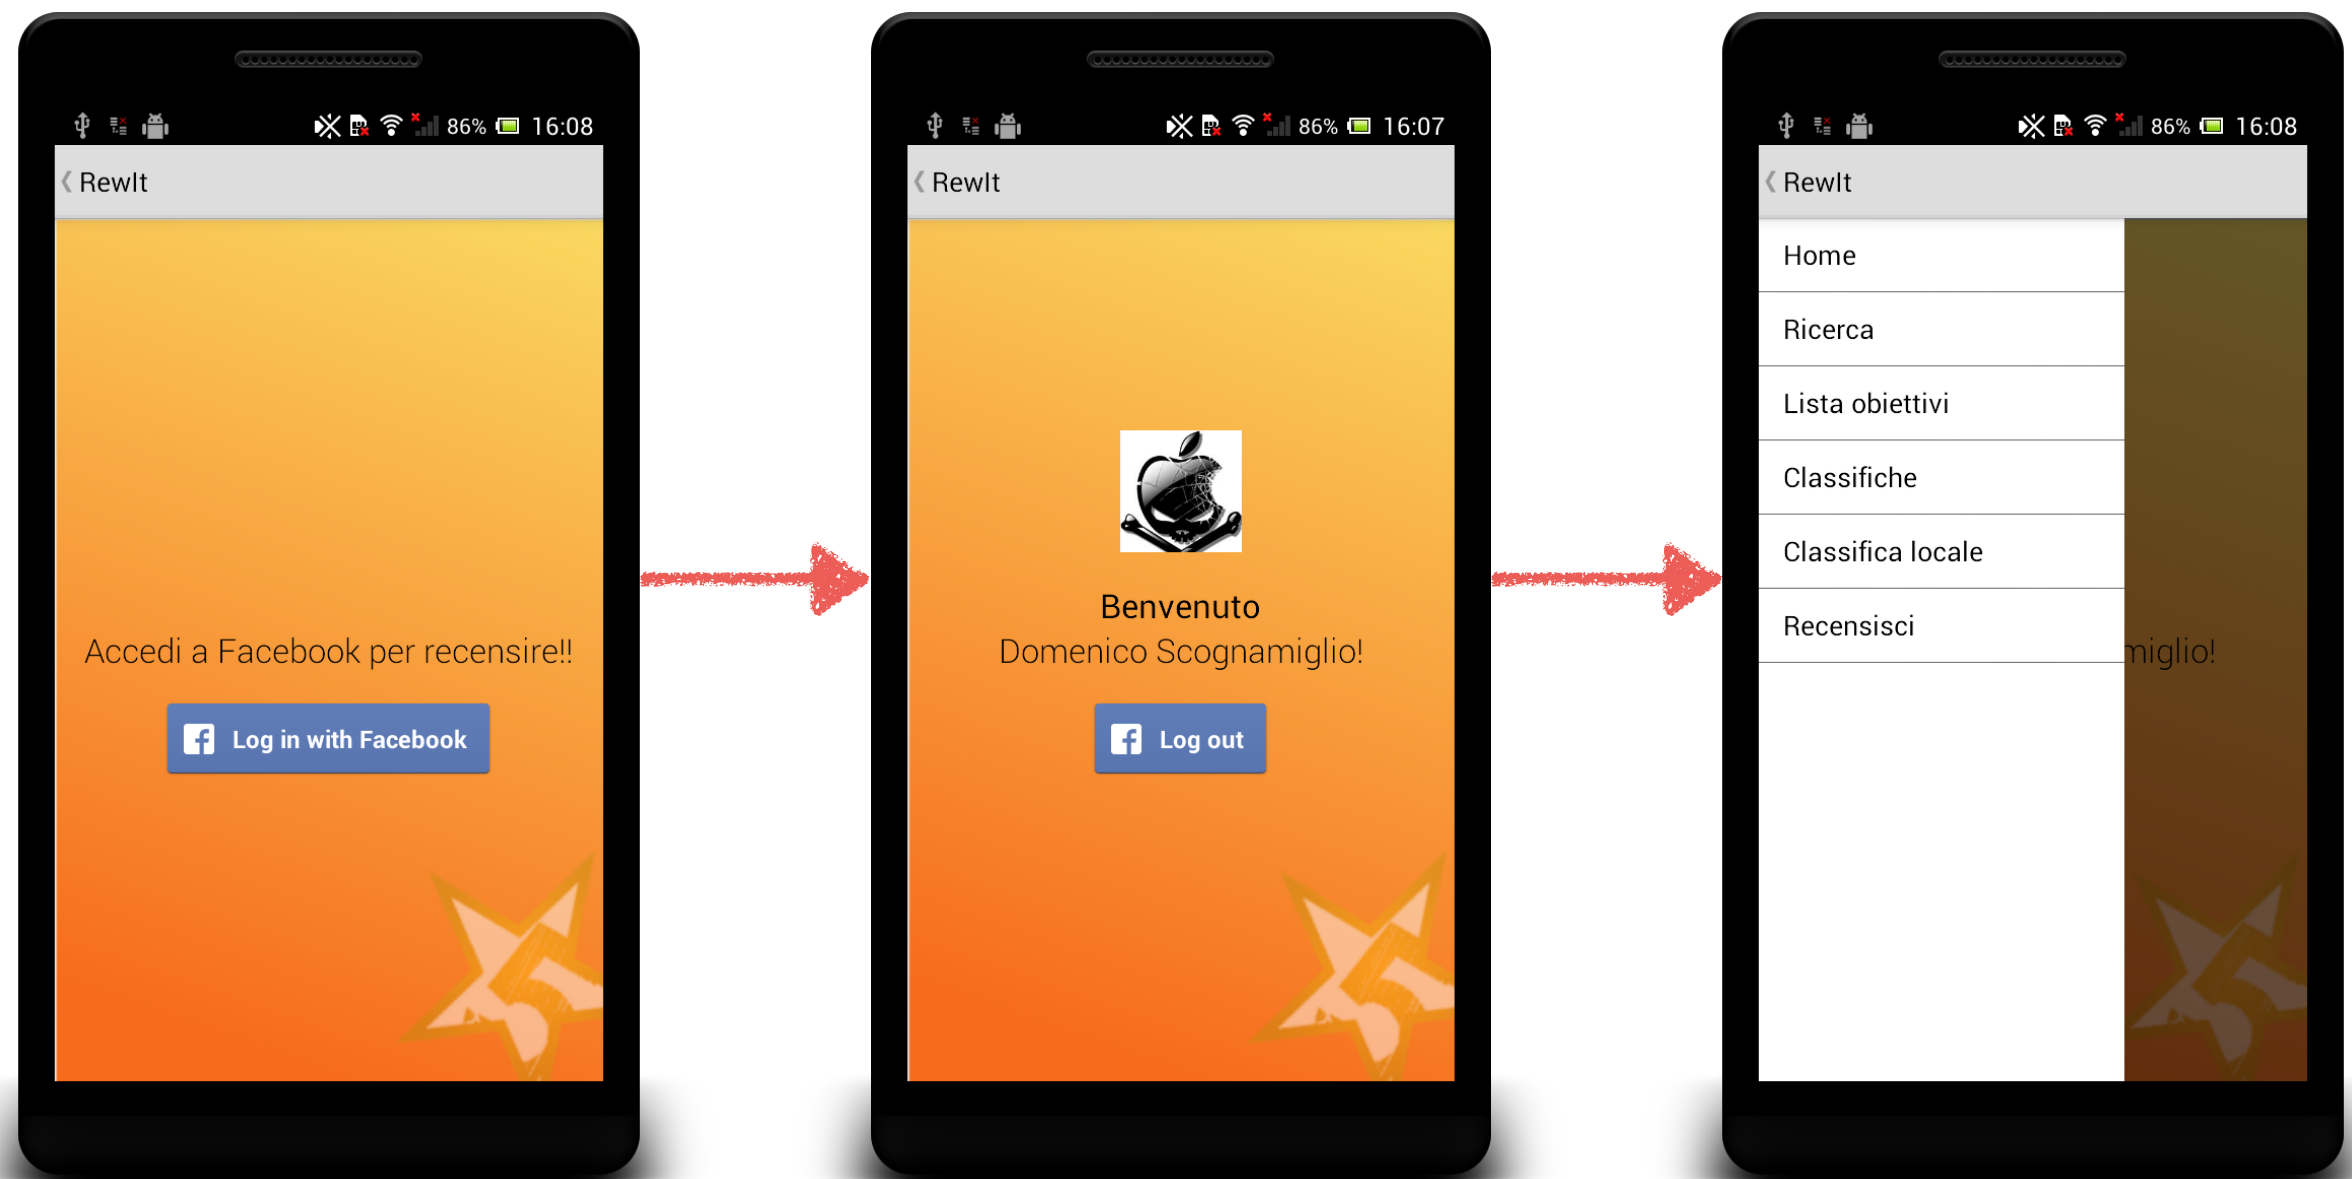 86% 16:08
RewIt
Accedi a Facebook per recensire!!
Log in with Facebook
86% 16:07
RewIt
Benvenuto
Domenico Scognamiglio!
Log out
86% 16:08
RewIt
Home
Ricerca
Lista obiettivi
Classifiche
Classifica locale
Recensisci
miglio!